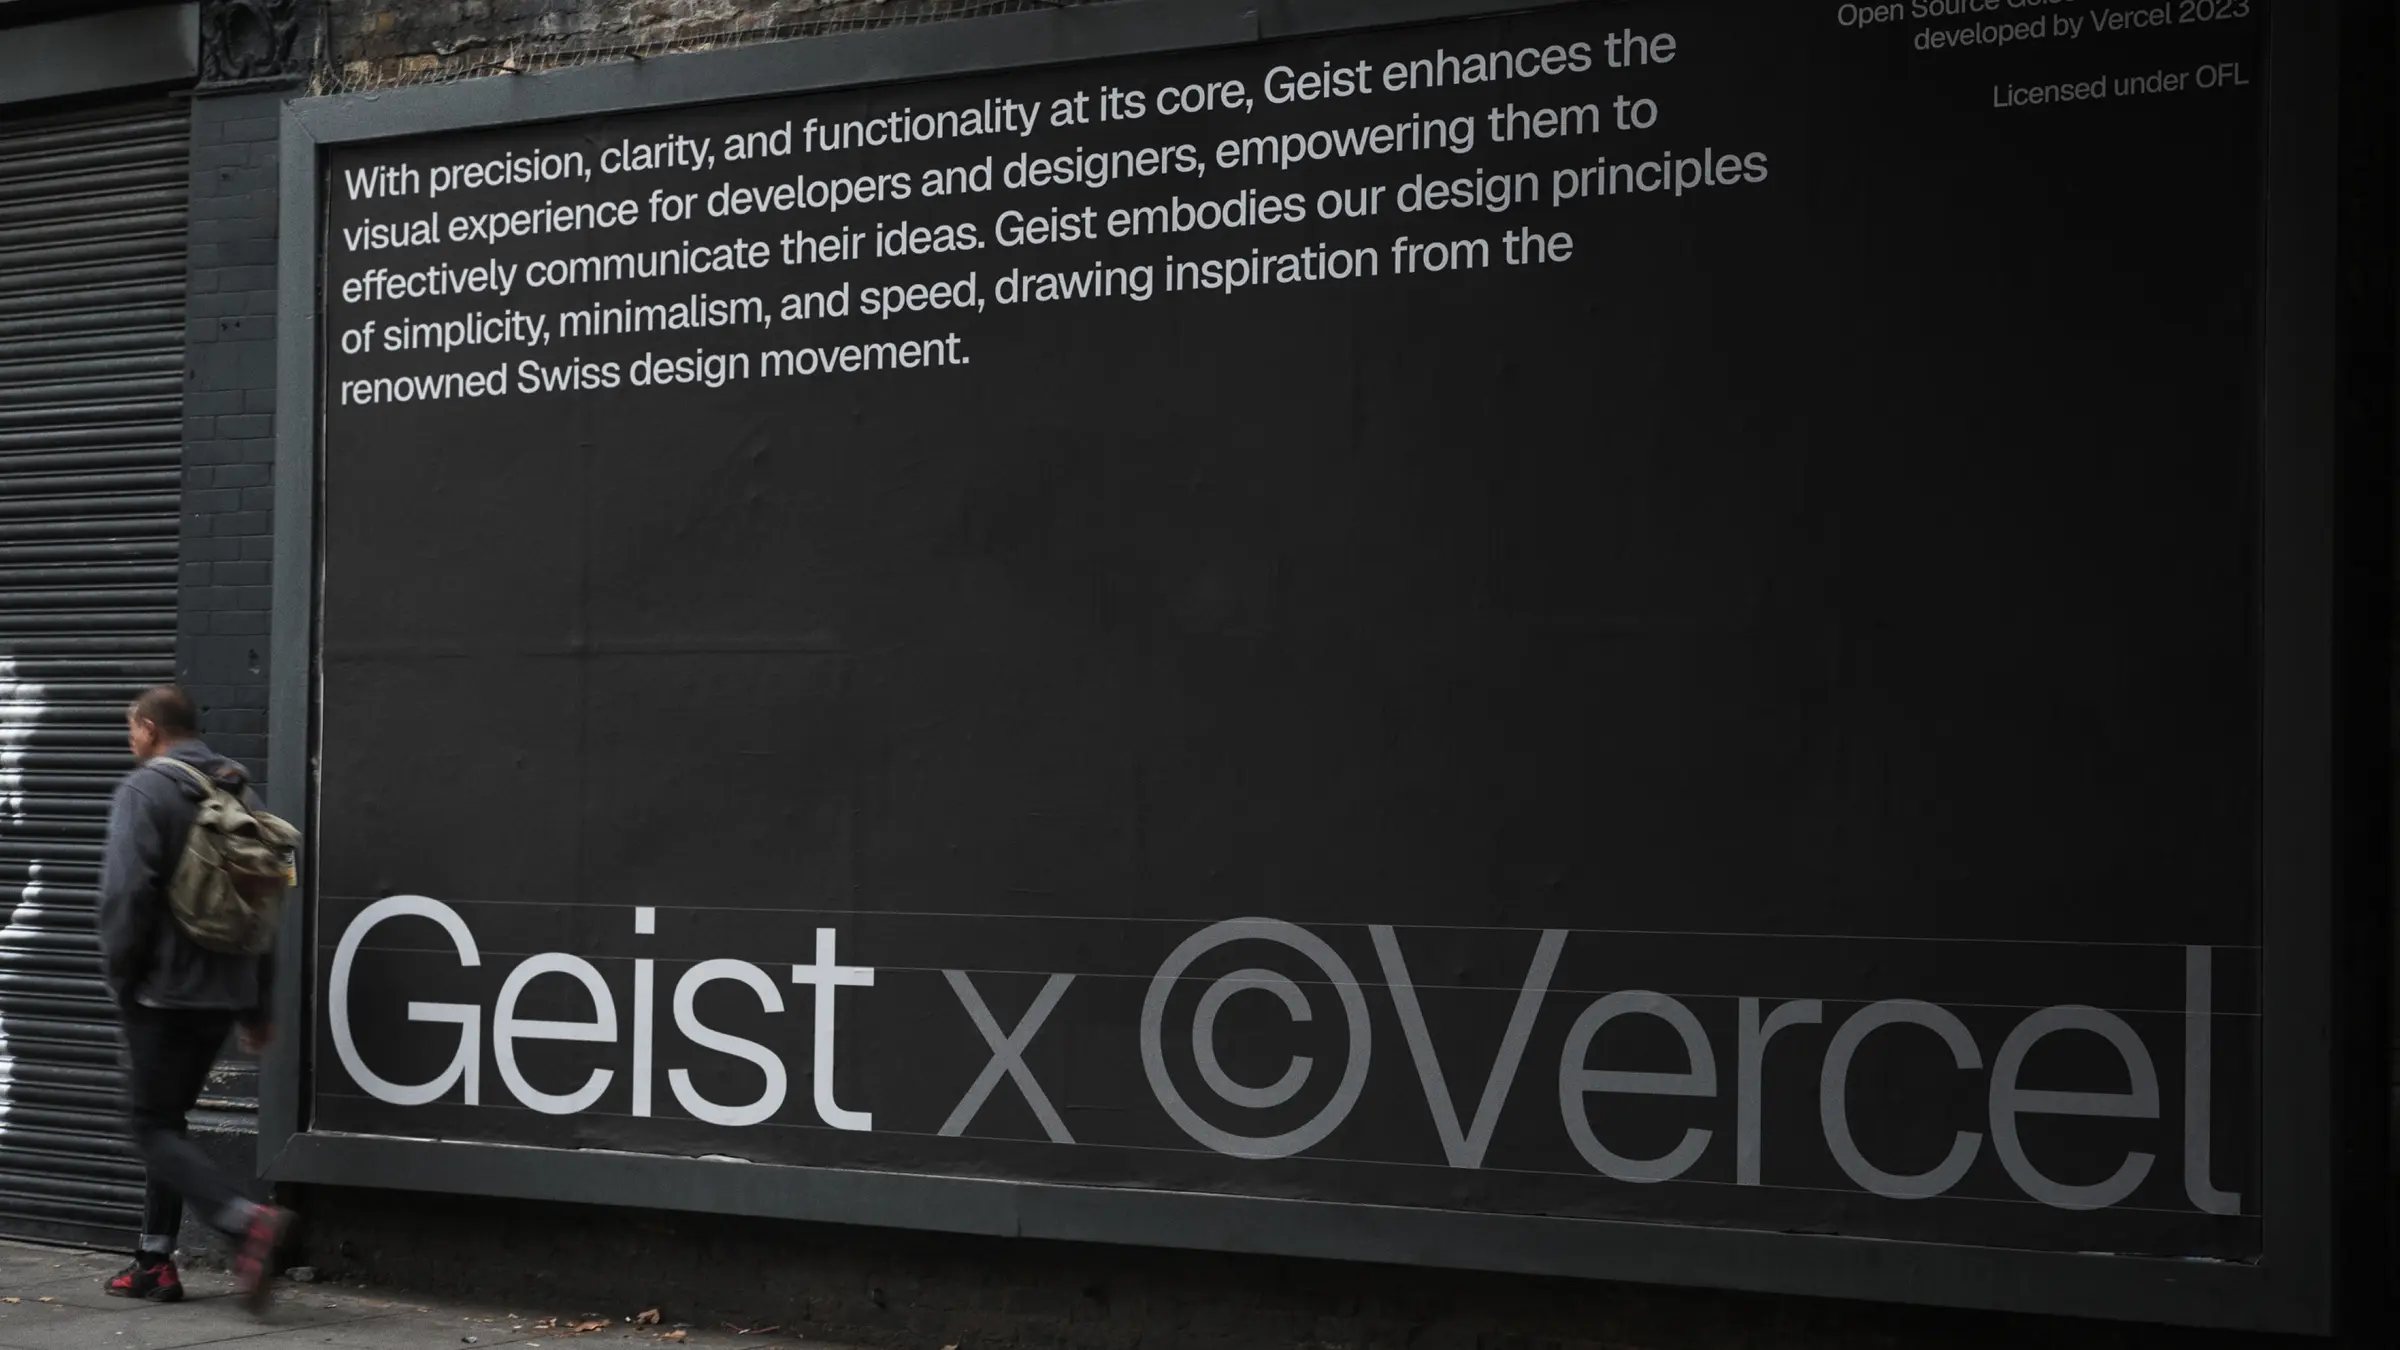 With precision, clarity, and functionality at its core, Geist enhances the
visual experience for developers and designers, empowering them to
effectively communicate their ideas. Geist embodies our design principles
of simplicity, minimalism, and speed, drawing inspiration from the
renowned Swiss design movement.
Open Source
developed by Vercel 2023
Licensed under OFL
Geist x ©Vercel